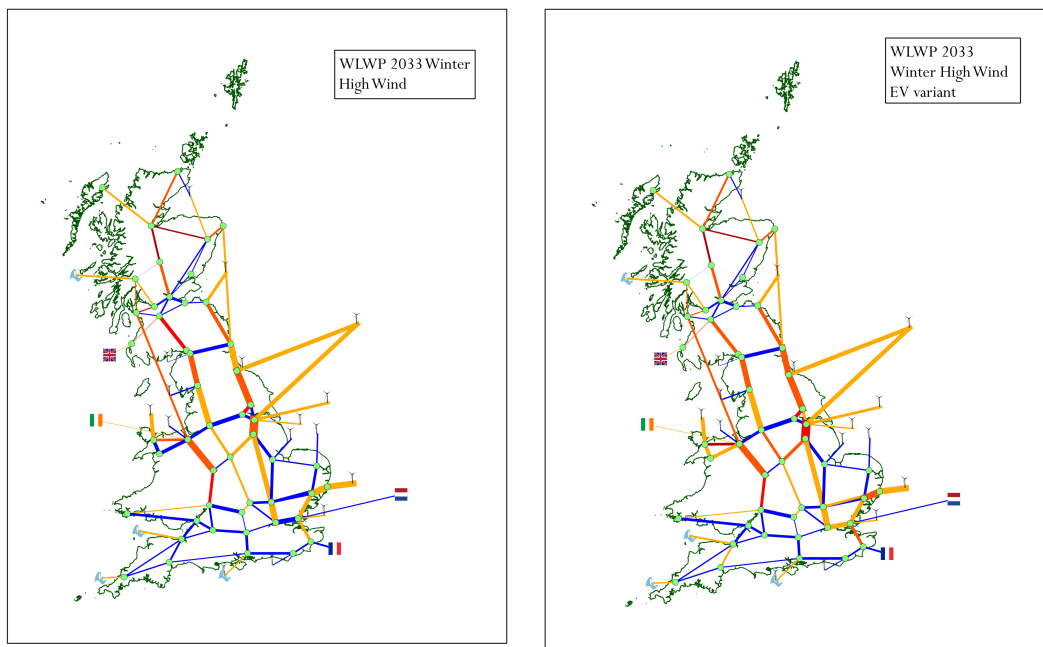 WLWP 2033 Winter
High Wind
WLWP 2033
Winter High Wind
EV variant